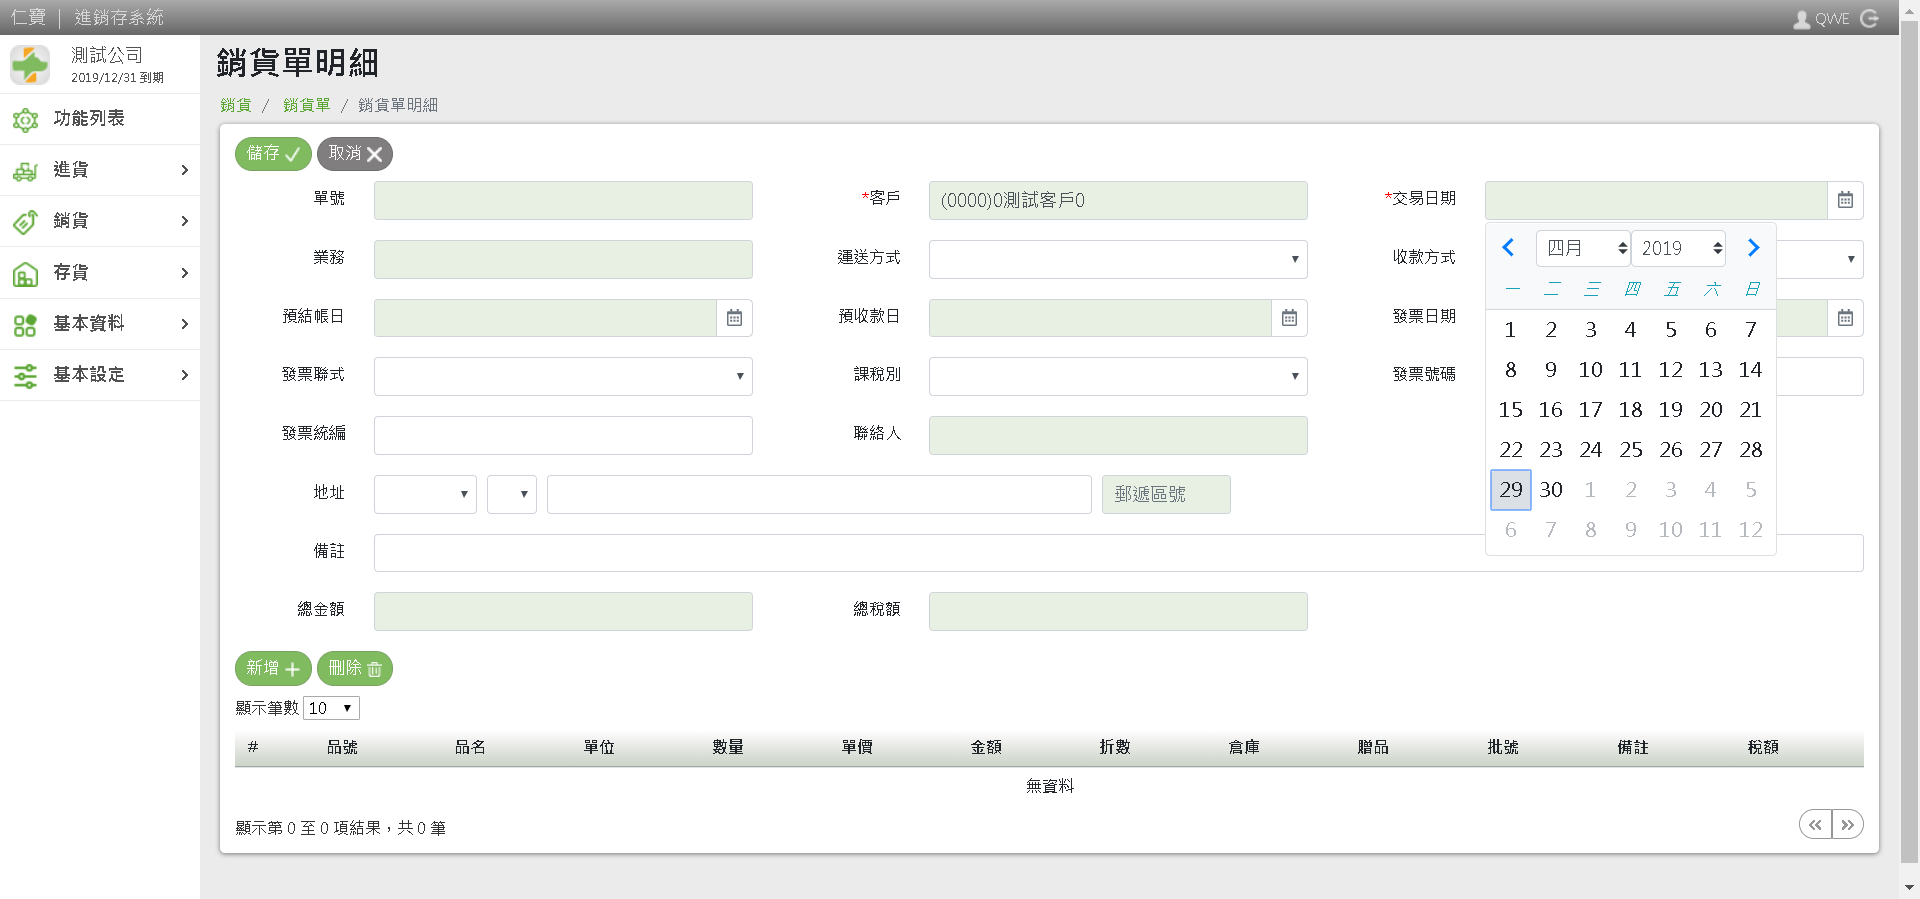 仁寶 | 進銷存系統
QWE
測試公司
2019/12/31 到期
功能列表
進貨
銷貨
存貨
基本資料
基本設定
銷貨單明細
銷貨 / 銷貨單 / 銷貨單明細
儲存 取消
單號 *客戶 (0000)0測試客戶0 *交易日期
業務 運送方式 收款方式
預結帳日 預收款日 發票日期
發票聯式 課稅別 發票號碼
發票統編 聯絡人
地址 郵遞區號
備註
總金額 總稅額
四月 2019
一 二 三 四 五 六 日
1 2 3 4 5 6 7
8 9 10 11 12 13 14
15 16 17 18 19 20 21
22 23 24 25 26 27 28
29 30 1 2 3 4 5
6 7 8 9 10 11 12
新增 刪除
顯示筆數 10
# 品號 品名 單位 數量 單價 金額 折數 倉庫 贈品 批號 備註 稅額
無資料
顯示第 0 至 0 項結果，共 0 筆
« »